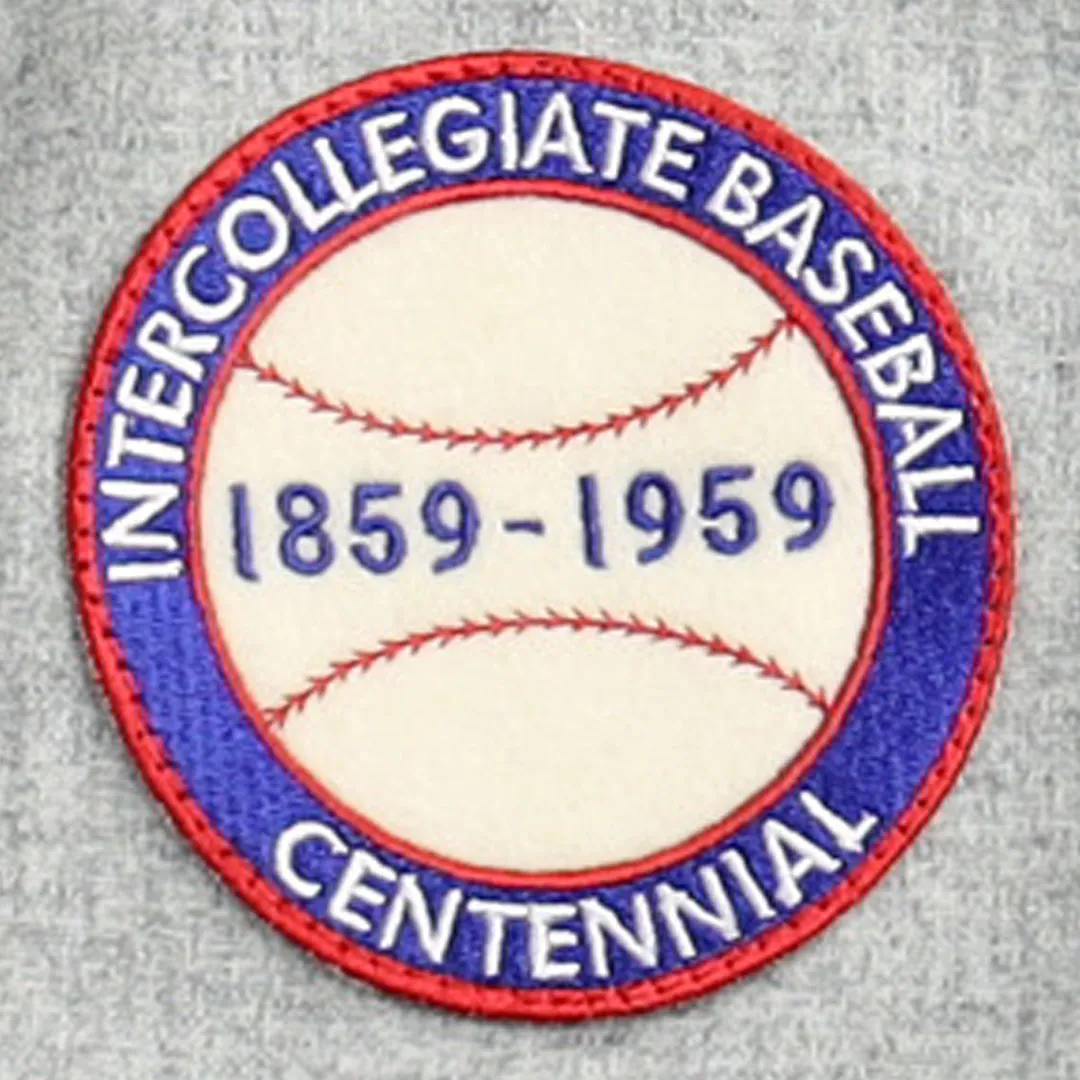 INTERCOLLEGIATE BASEBALL
1859-1959
CENTENNIAL